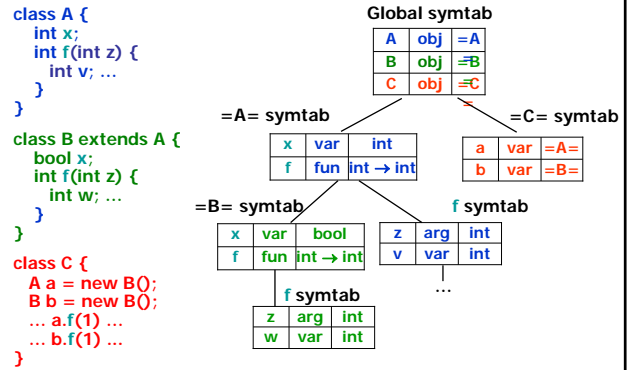 class A {
int x;
int f(int z) {
int v; ...
}
}
class B extends A {
bool x;
int f(int z) {
int w; ...
}
}
class C {
A a = new B();
B b = new B();
... a.f(1) ...
... b.f(1) ...
}
Global symtab
A obj =A
=
B obj =B
=
C obj =C
=
=A= symtab
x var int
f fun int → int
=C= symtab
a var =A=
b var =B=
=B= symtab
x var bool
f fun int → int
f symtab
z arg int
v var int
...
f symtab
z arg int
w var int